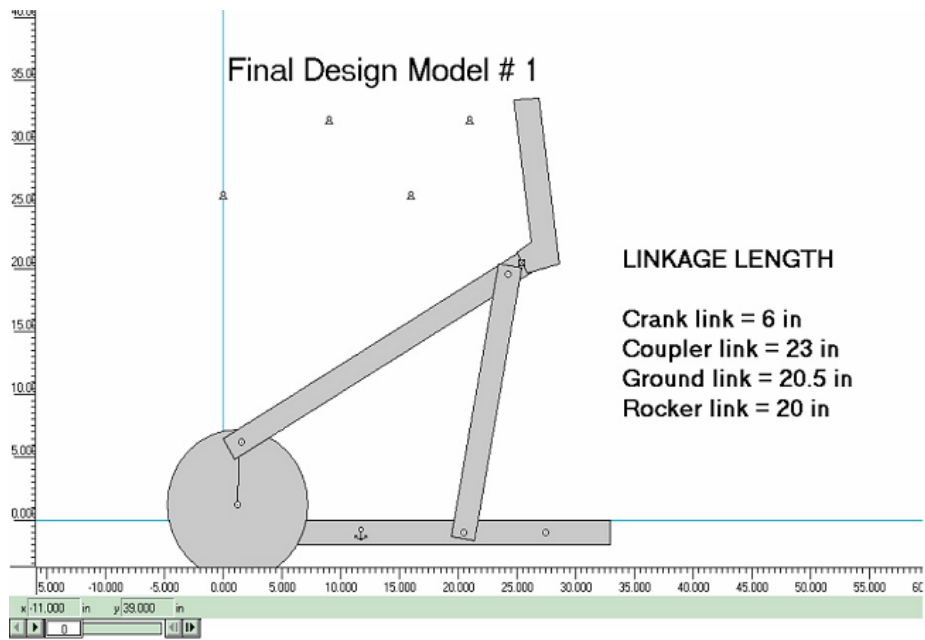 40.00
Final Design Model # 1
35.00
30.00
25.00
20.00
LINKAGE LENGTH
15.00
Crank link = 6 in
Coupler link = 23 in
10.00
Ground link = 20.5 in
Rocker link = 20 in
5.000
0.000
5.000 -10.000 -5.000 0.000 5.000 10.000 15.000 20.000 25.000 30.000 35.000 40.000 45.000 50.000 55.000 60
x -11.000 in y 39.000 in
0